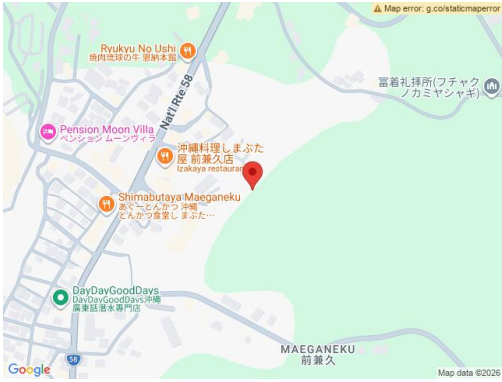 Map error: g.co/staticmaperror
Ryukyu No Ushi
焼肉琉球の牛 恩納本館
Nat'l Rte 58
冨着礼拝所(フチャク
ノカミヤシャギ)
Pension Moon Villa
ペンション ムーンヴィラ
沖縄料理しまぶた
屋 前兼久店
Izakaya restaurant
Shimabutaya Maeganeku
あぐーとんかつ 沖縄
とんかつ食堂し まぶた…
DayDayGoodDays
DayDayGoodDays沖繩
廣東話潛水專門店
58
MAEGANEKU
前兼久
Google
Map data ©2026